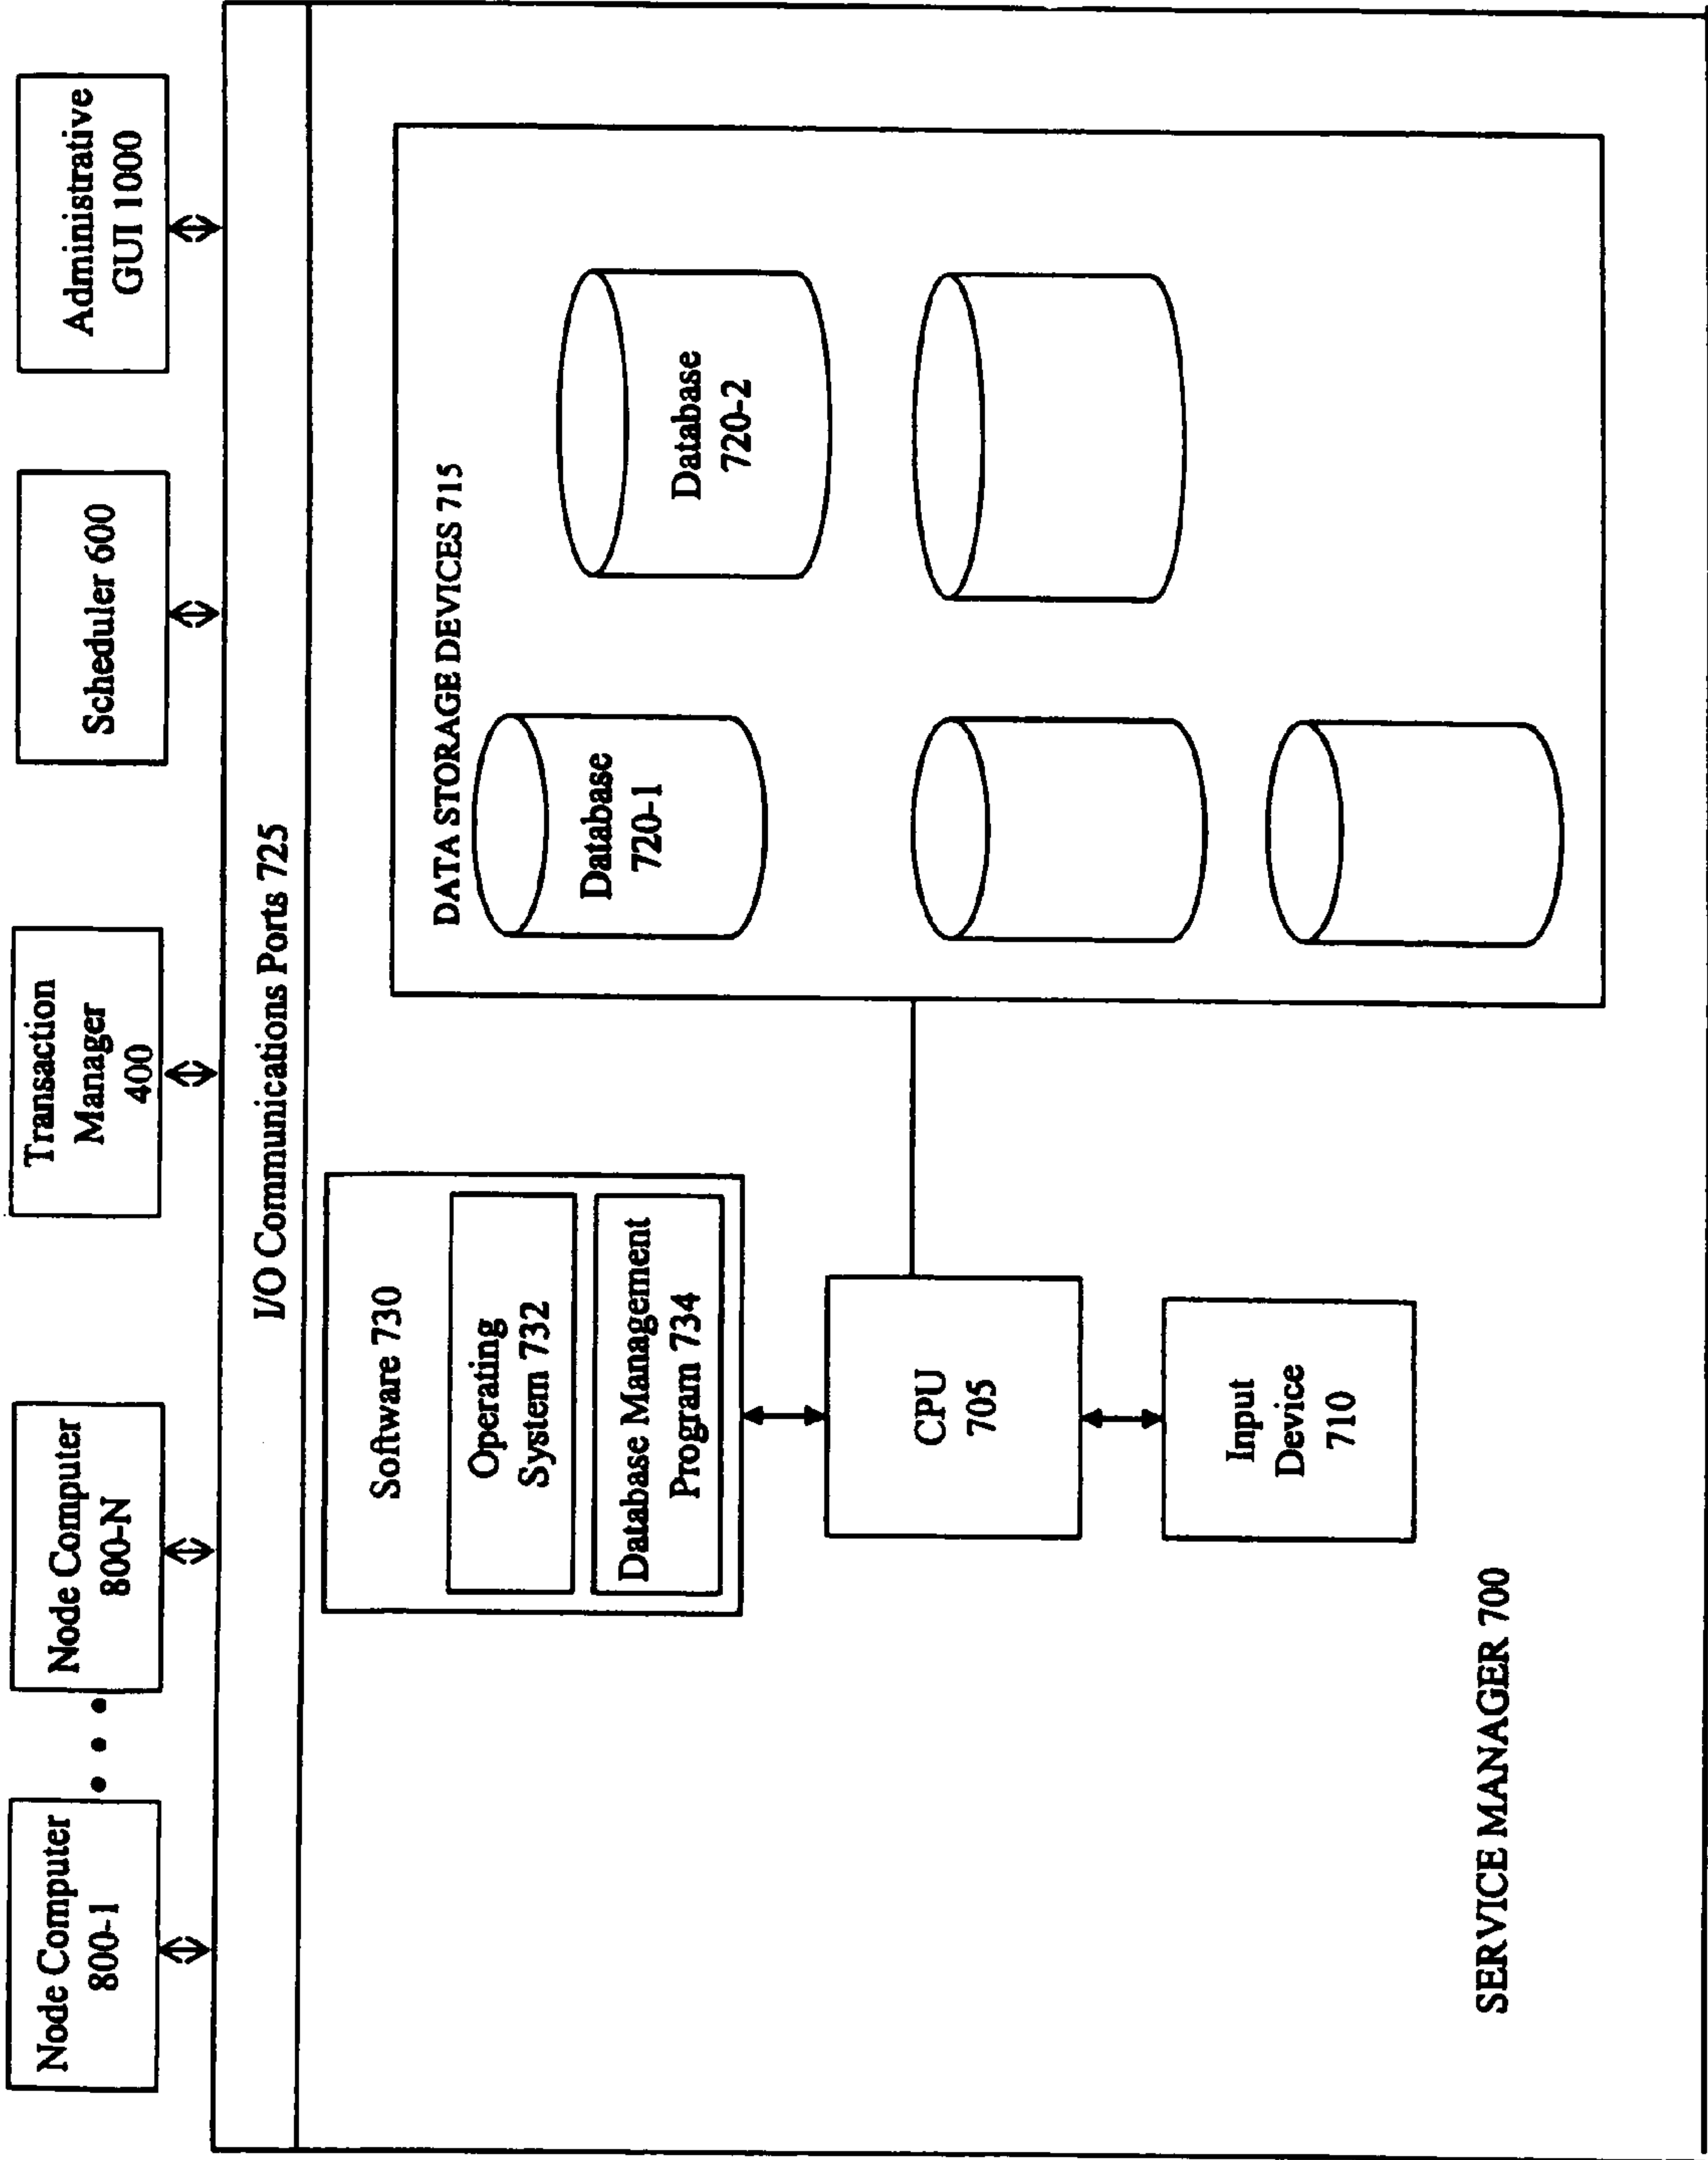 Node Computer
800-1
Node Computer
800-N
Transaction
Manager
400
Scheduler 600
Administrative
GUI 1000
I/O Communications Ports 725
Software 730
Operating
System 732
Database Management
Program 734
CPU
705
Input
Device
710
DATA STORAGE DEVICES 715
Database
720-1
Database
720-2
SERVICE MANAGER 700